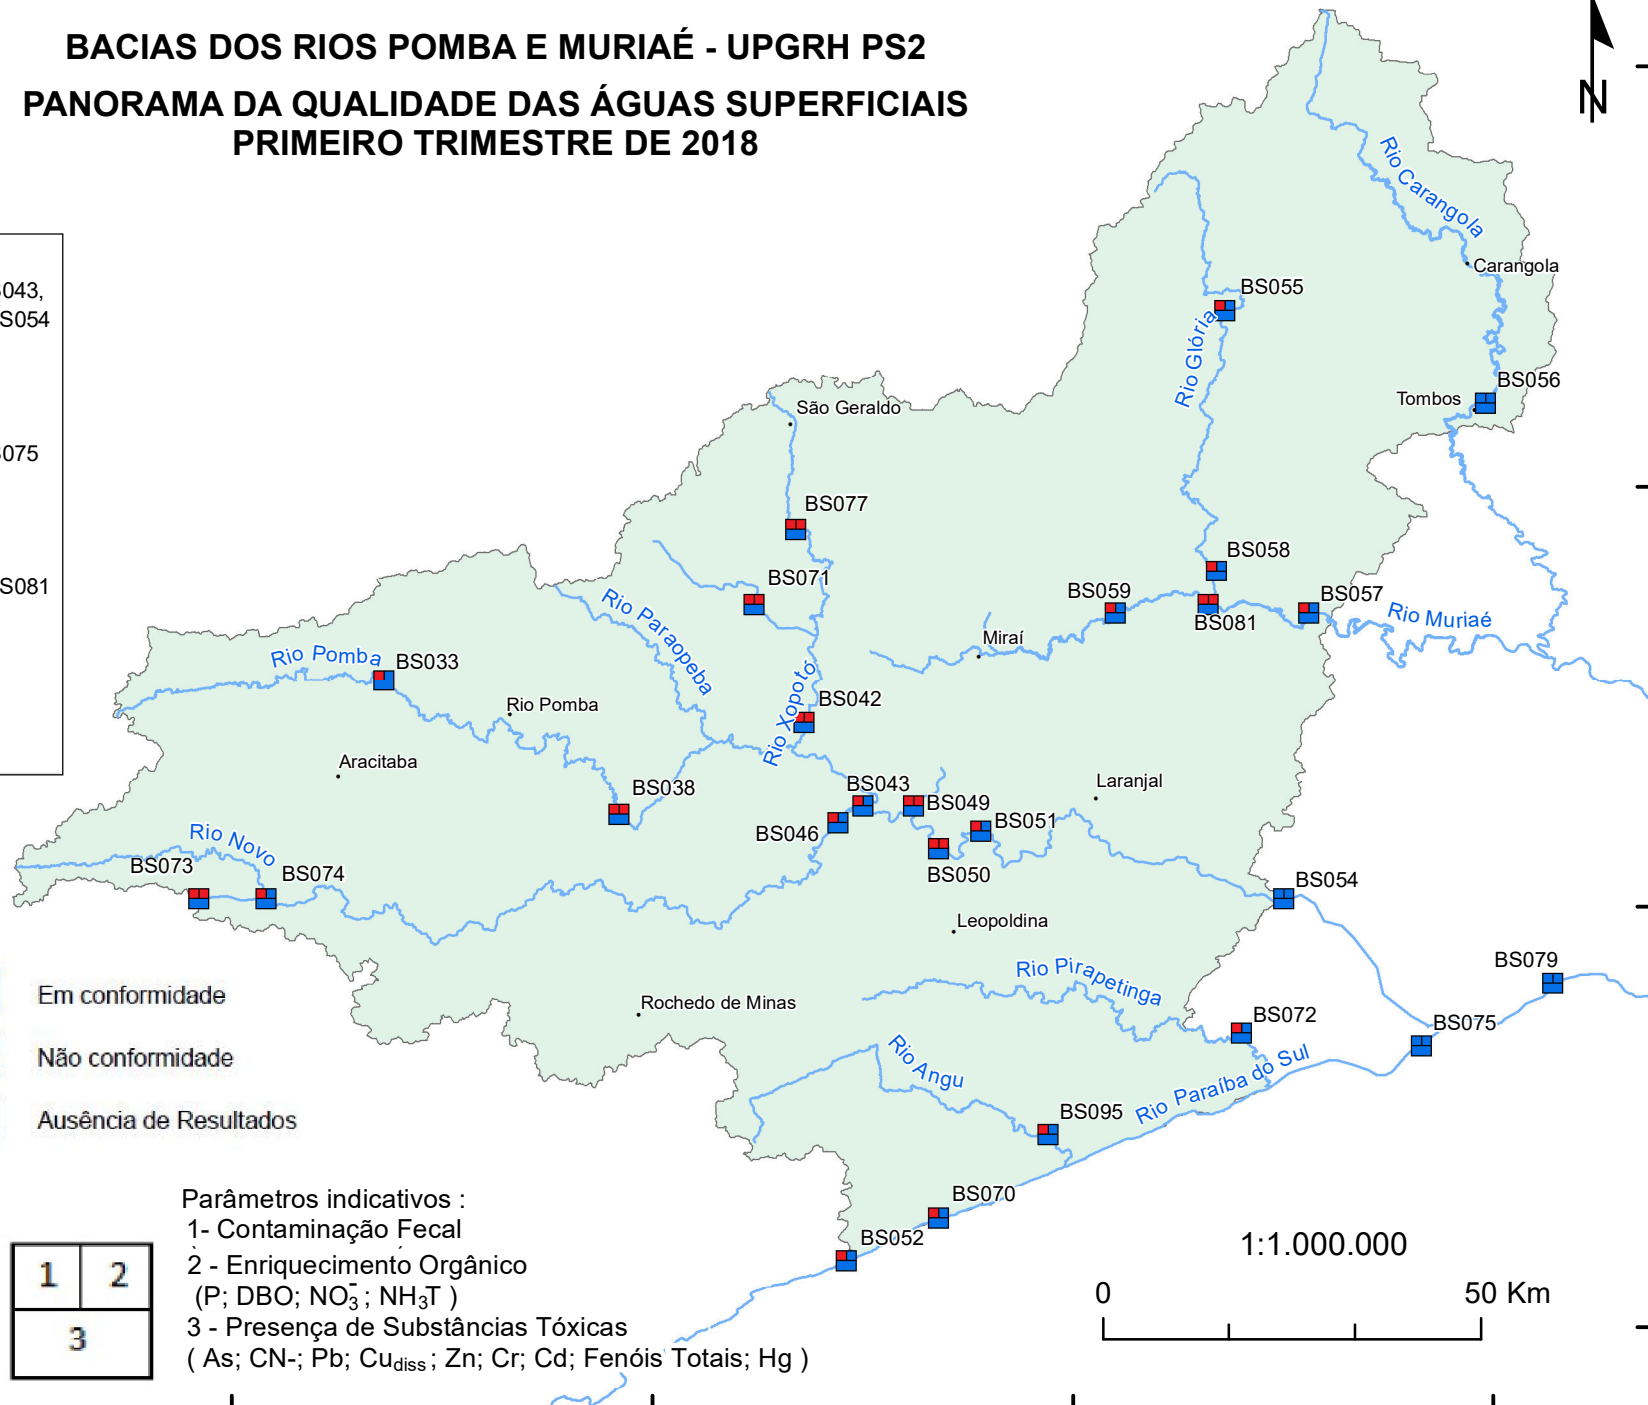 BACIAS DOS RIOS POMBA E MURIAÉ - UPGRH PS2
PANORAMA DA QUALIDADE DAS ÁGUAS SUPERFICIAIS
PRIMEIRO TRIMESTRE DE 2018
N
S043,
S054
S075
S081
Rio Carangola
Carangola
BS055
Rio Glória
BS056
Tombos
São Geraldo
BS077
BS071
BS058
BS059
BS057
BS081
Rio Muriaé
Miraí
Rio Paraopeba
Rio Pomba
BS033
Rio Pomba
Rio Xopotó
BS042
Aracitaba
BS038
BS043
BS049
BS046
BS051
BS050
Laranjal
Rio Novo
BS073
BS074
BS054
Leopoldina
BS079
Rio Pirapetinga
BS072
BS075
Rochedo de Minas
Rio Angu
Rio Paraíba do Sul
BS095
BS070
BS052
Em conformidade
Não conformidade
Ausência de Resultados
Parâmetros indicativos :
1- Contaminação Fecal
2 - Enriquecimento Orgânico
(P; DBO; NO₃⁻; NH₃T )
3 - Presença de Substâncias Tóxicas
( As; CN-; Pb; Cudiss ; Zn; Cr; Cd; Fenóis Totais; Hg )
1 2
3
1:1.000.000
0 50 Km